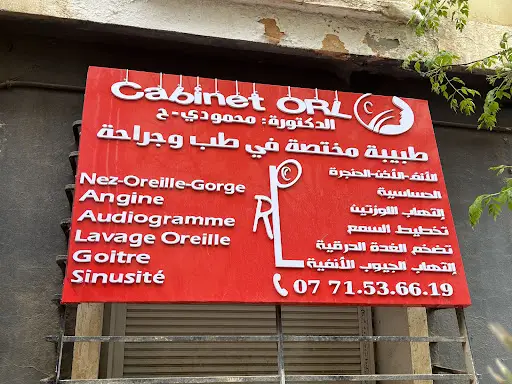 Cabinet ORL
الدكتورة: محمودي-ح
طبيبة مختصة في طب وجراحة
Nez-Oreille-Gorge
Angine
Audiogramme
Lavage Oreille
Goitre
Sinusité
ORL
الأنف-الأذن-الحنجرة
الحساسية
إلتهاب اللوزتين
تخطيط السمع
تضخم الغدة الدرقية
إلتهاب الجيوب الأنفية
07 71.53.66.19